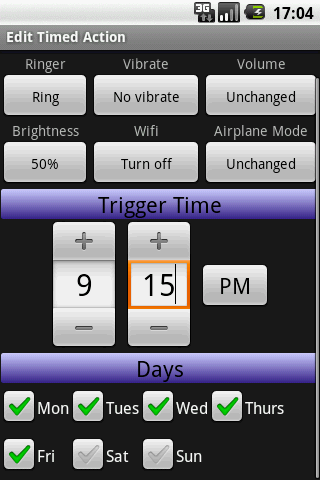 3G 17:04
Edit Timed Action
Ringer Vibrate Volume
Ring No vibrate Unchanged
Brightness Wifi Airplane Mode
50% Turn off Unchanged
Trigger Time
+ +
9 15 PM
− −
Days
Mon Tues Wed Thurs
Fri Sat Sun